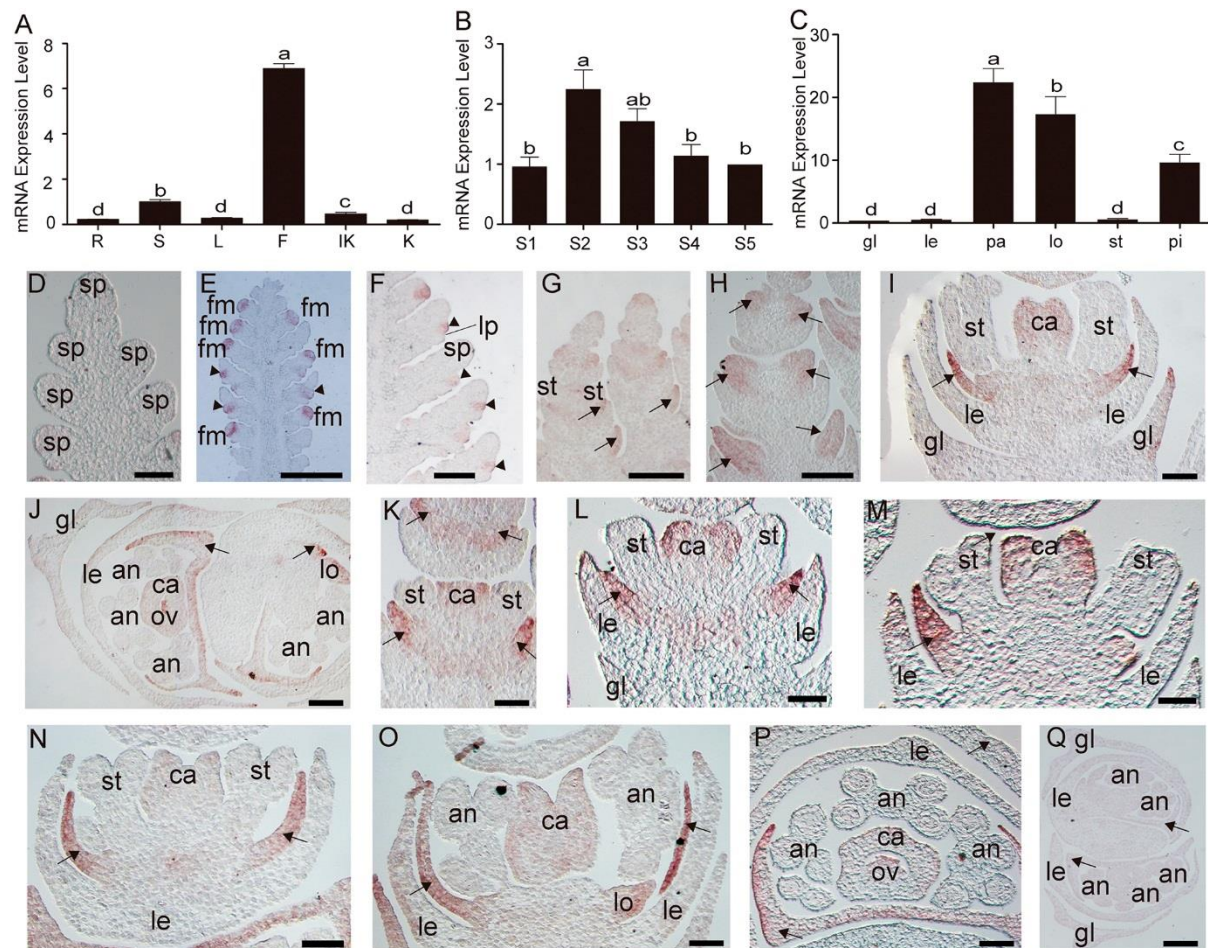 A
mRNA Expression Level
8
6
4
2
0
d
b
d
a
c
d
R S L F IK K
B
mRNA Expression Level
3
2
1
0
b
a
ab
b
b
S1 S2 S3 S4 S5
C
mRNA Expression Level
30
20
10
0
d
d
a
b
d
c
gl le pa lo st pi
D
sp
sp
sp
sp
sp
sp
E
fm
fm
fm
fm
fm
fm
fm
fm
F
lp
sp
G
st
st
H
I
st
ca
st
le
le
gl
gl
J
gl
le
an
ca
an
ov
an
lo
an
an
K
st
ca
st
L
st
ca
st
le
le
gl
M
st
ca
st
le
le
N
st
ca
st
le
O
an
ca
an
lo
le
le
P
le
an
an
ca
an
ov
Q
gl
an
le
an
le
an
an
gl